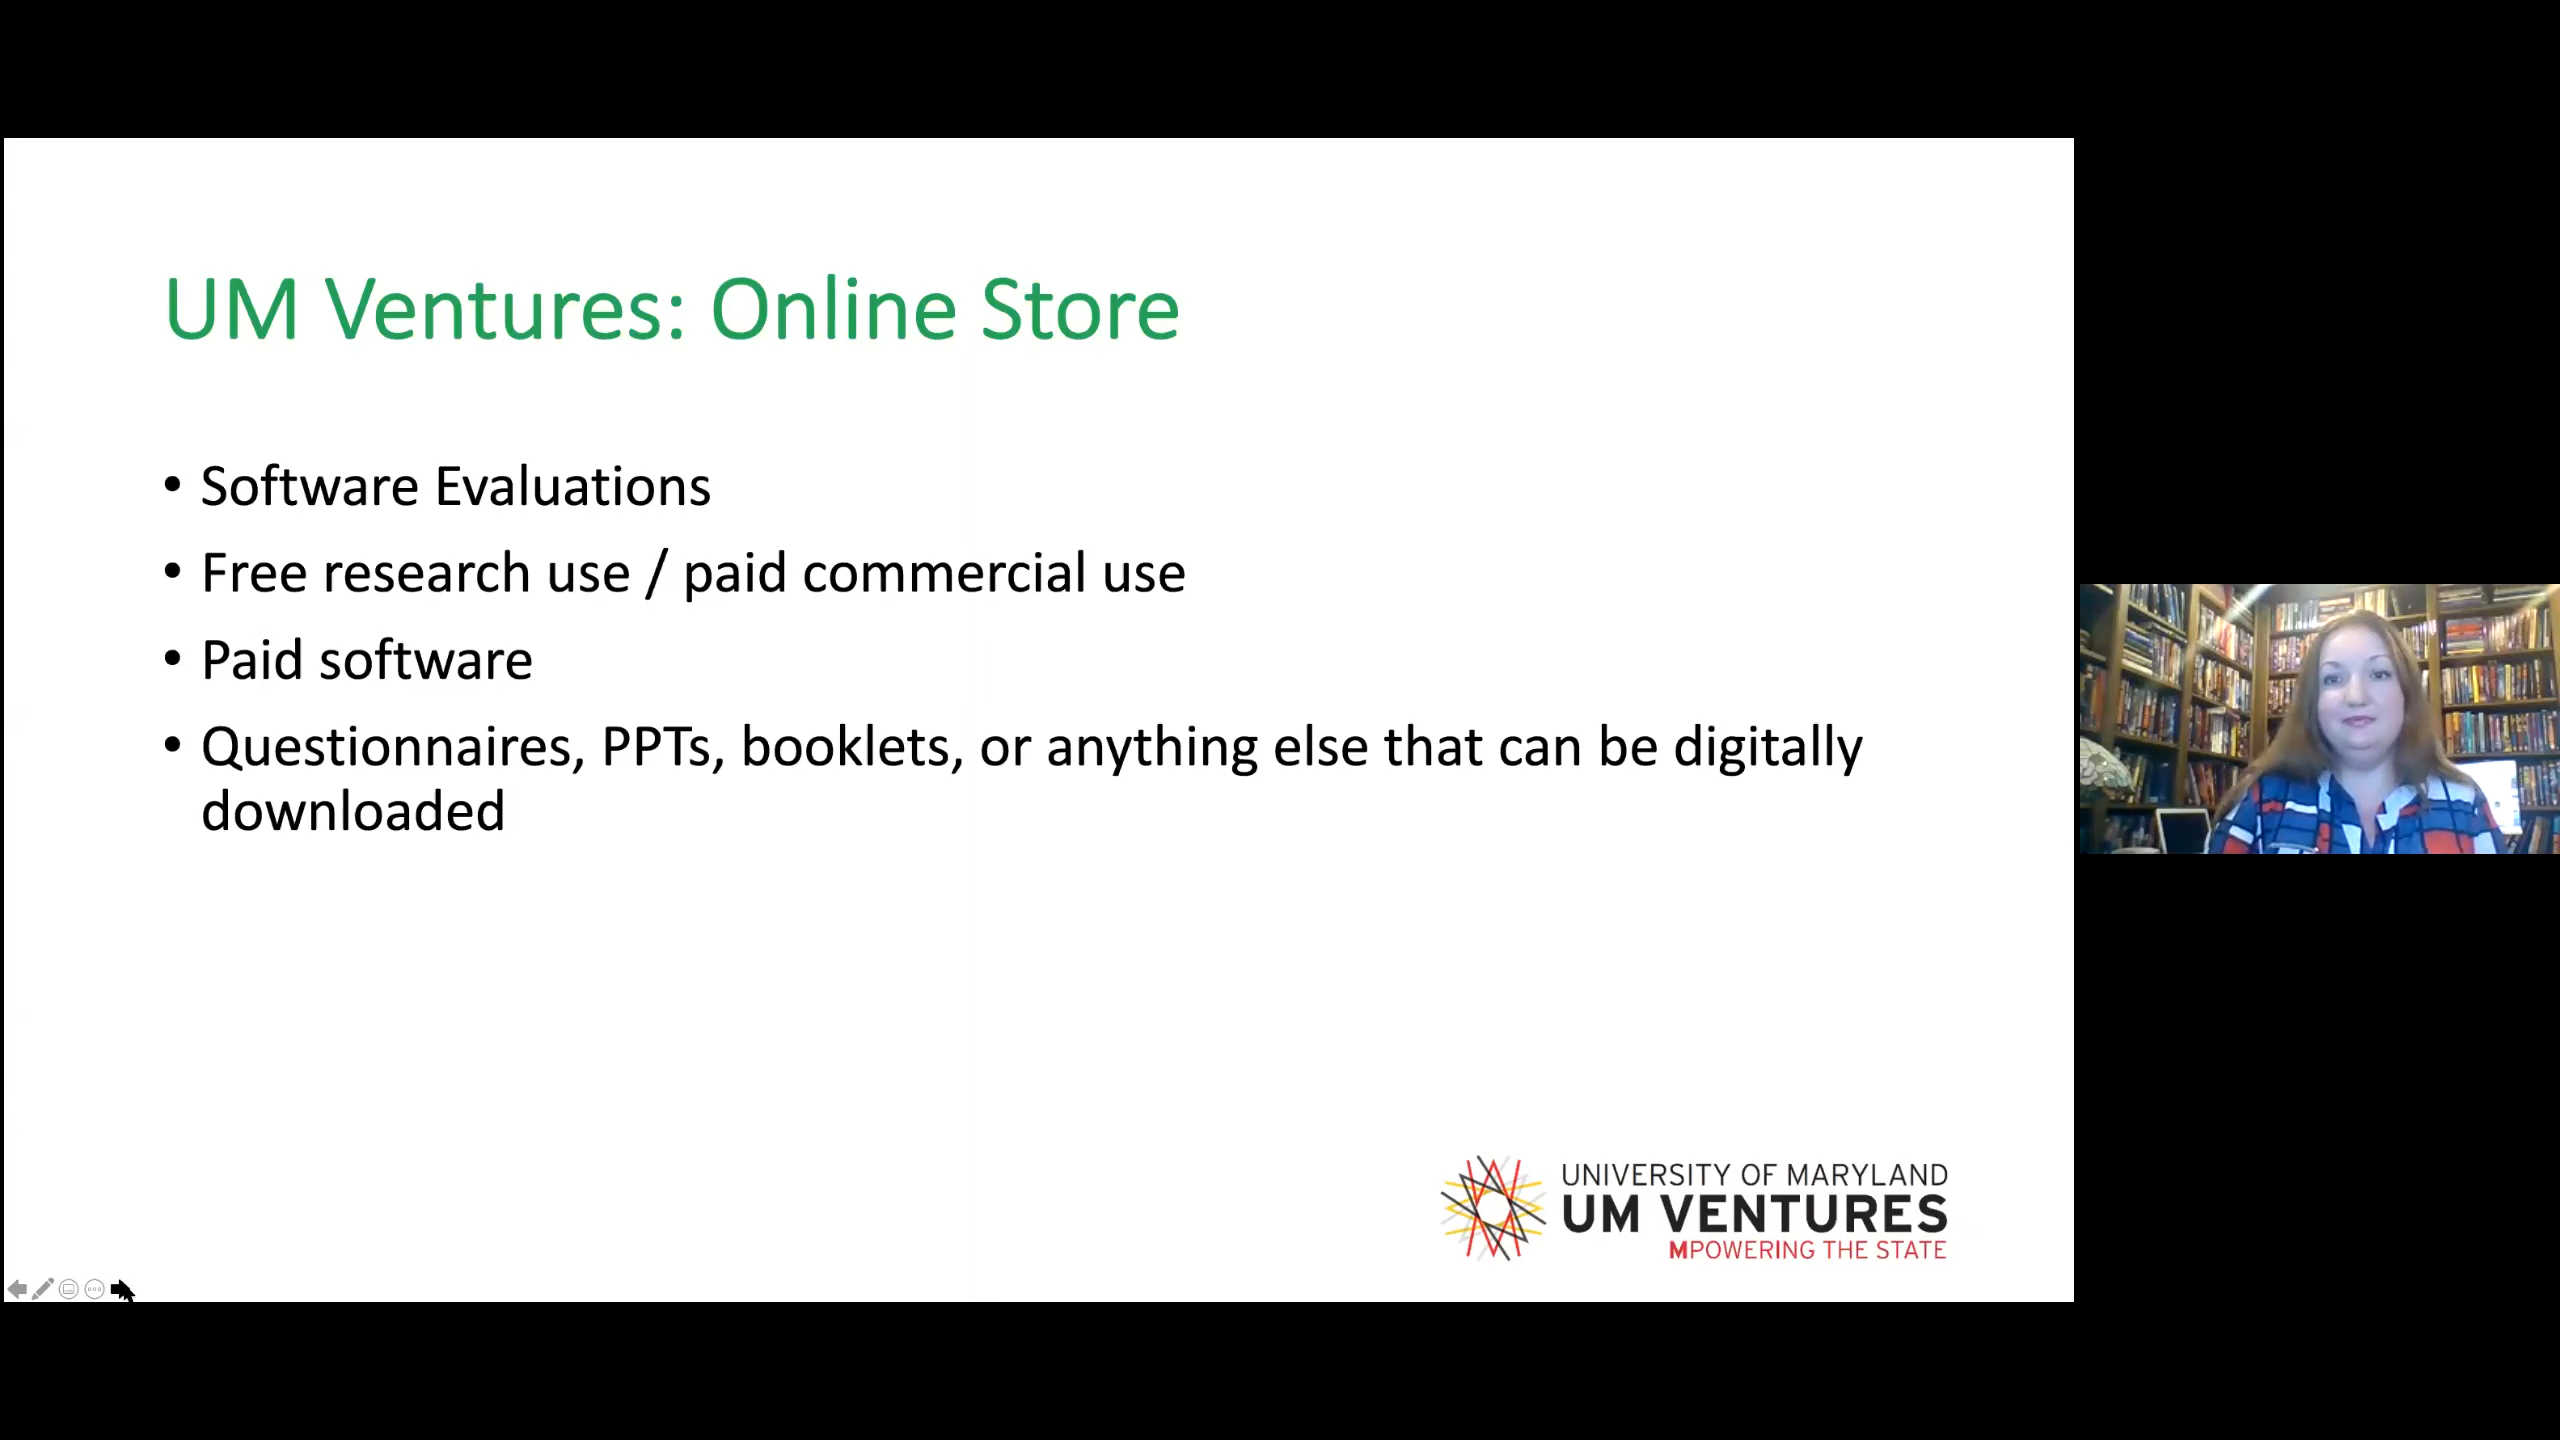 UM Ventures: Online Store
• Software Evaluations
• Free research use / paid commercial use
• Paid software
• Questionnaires, PPTs, booklets, or anything else that can be digitally
downloaded
UNIVERSITY OF MARYLAND
UM VENTURES
MPOWERING THE STATE